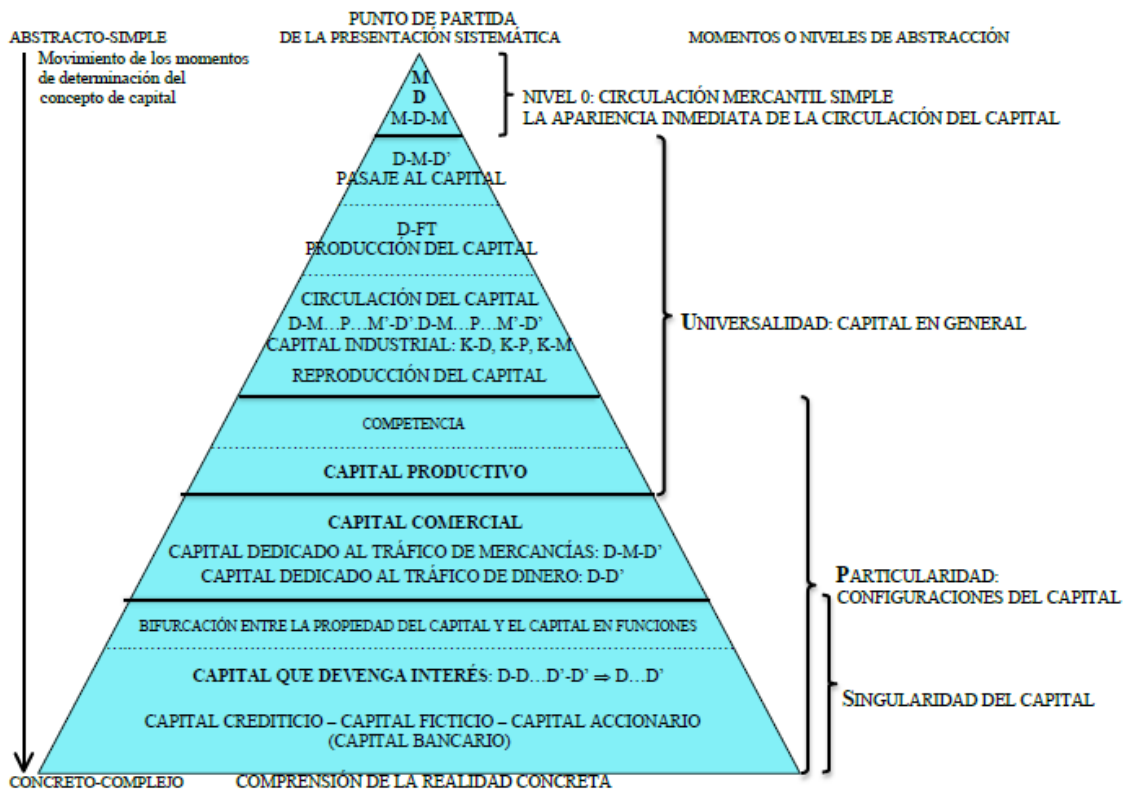 PUNTO DE PARTIDA
ABSTRACTO-SIMPLE
DE LA PRESENTACIÓN SISTEMÁTICA
MOMENTOS O NIVELES DE ABSTRACCIÓN
Movimiento de los momentos
de determinación del
concepto de capital
M
D
M-D-M
NIVEL 0: CIRCULACIÓN MERCANTIL SIMPLE
LA APARIENCIA INMEDIATA DE LA CIRCULACIÓN DEL CAPITAL
D-M-D’
PASAJE AL CAPITAL
D-FT
PRODUCCIÓN DEL CAPITAL
CIRCULACIÓN DEL CAPITAL
D-M…P…M’-D’.D-M…P…M’-D’
CAPITAL INDUSTRIAL: K-D, K-P, K-M
REPRODUCCIÓN DEL CAPITAL
UNIVERSALIDAD: CAPITAL EN GENERAL
COMPETENCIA
CAPITAL PRODUCTIVO
CAPITAL COMERCIAL
CAPITAL DEDICADO AL TRÁFICO DE MERCANCÍAS: D-M-D’
CAPITAL DEDICADO AL TRÁFICO DE DINERO: D-D’
PARTICULARIDAD:
CONFIGURACIONES DEL CAPITAL
BIFURCACIÓN ENTRE LA PROPIEDAD DEL CAPITAL Y EL CAPITAL EN FUNCIONES
CAPITAL QUE DEVENGA INTERÉS: D-D…D’-D’ ⇒ D…D’
SINGULARIDAD DEL CAPITAL
CAPITAL CREDITICIO – CAPITAL FICTICIO – CAPITAL ACCIONARIO
(CAPITAL BANCARIO)
CONCRETO-COMPLEJO
COMPRENSIÓN DE LA REALIDAD CONCRETA